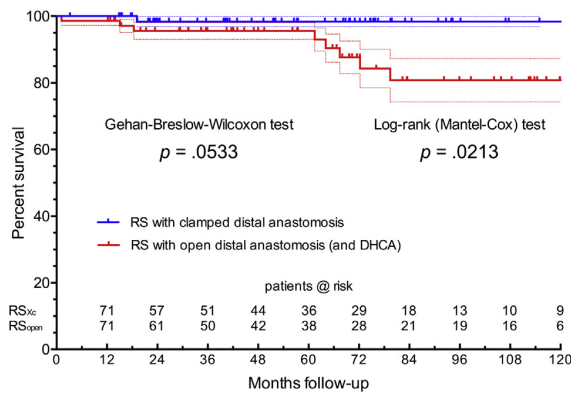 100
80
60
40
20
0
Percent survival
Gehan-Breslow-Wilcoxon test
p = .0533
Log-rank (Mantel-Cox) test
p = .0213
RS with clamped distal anastomosis
RS with open distal anastomosis (and DHCA)
patients @ risk
RSXc 71 57 51 44 36 29 18 13 10 9
RSopen 71 61 50 42 38 28 21 19 16 6
0 12 24 36 48 60 72 84 96 108 120
Months follow-up